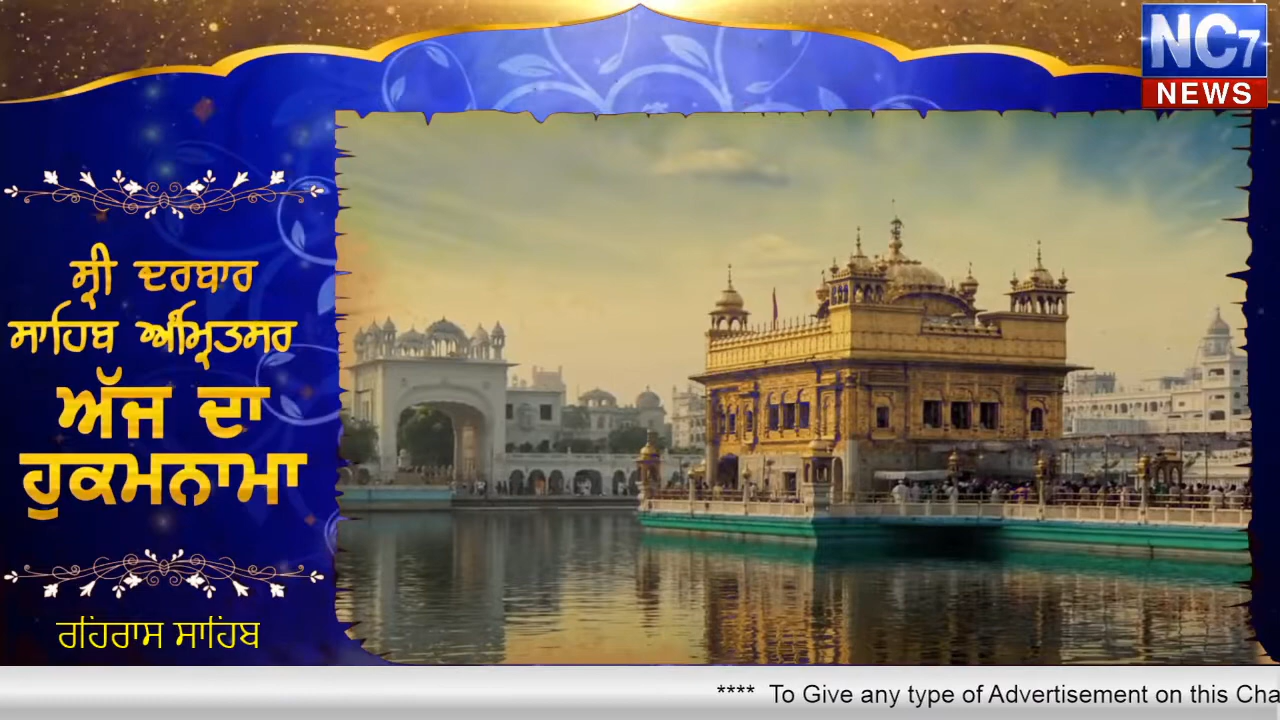 NC7
NEWS
ਸ੍ਰੀ ਦਰਬਾਰ
ਸਾਹਿਬ ਅੰਮ੍ਰਿਤਸਰ
ਅੱਜ ਦਾ
ਹੁਕਮਨਾਮਾ
ਰਹਿਰਾਸ ਸਾਹਿਬ
**** To Give any type of Advertisement on this Cha